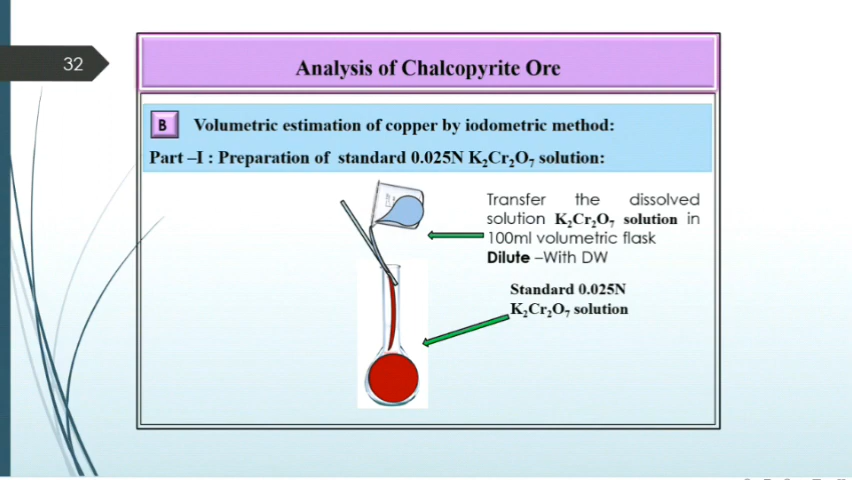 32
Analysis of Chalcopyrite Ore
B Volumetric estimation of copper by iodometric method:
Part –I : Preparation of standard 0.025N K₂Cr₂O₇ solution:
Transfer the dissolved
solution K₂Cr₂O₇ solution in
100ml volumetric flask
Dilute –With DW
Standard 0.025N
K₂Cr₂O₇ solution